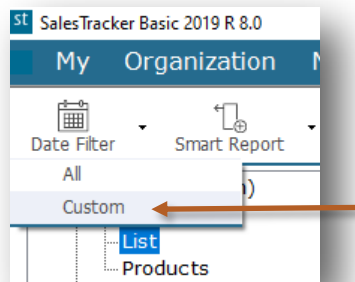 st SalesTracker Basic 2019 R 8.0
My Organization
Date Filter Smart Report
All
Custom
List
Products